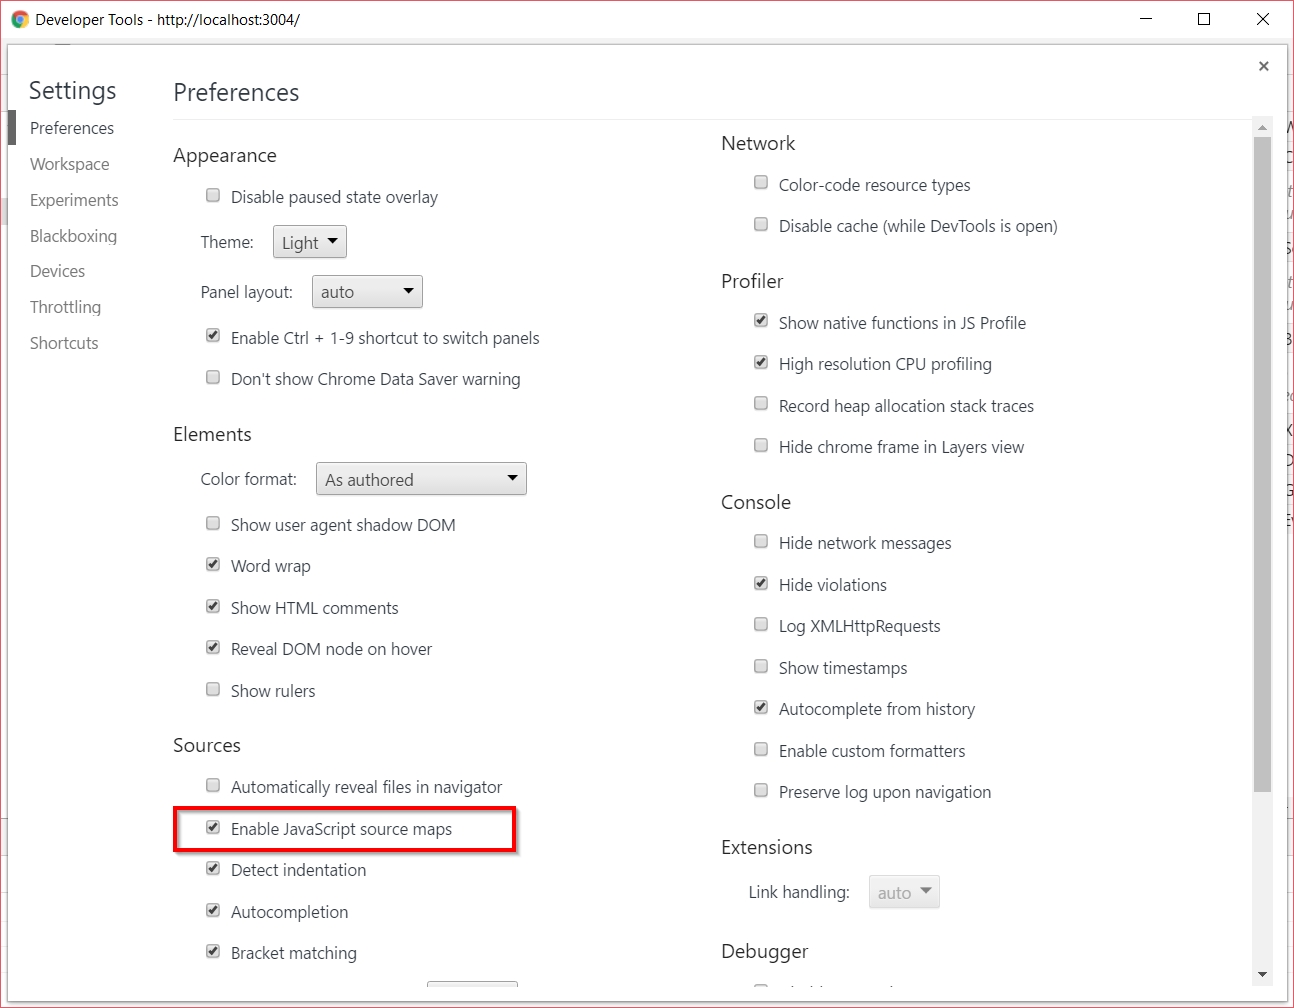 Developer Tools - http://localhost:3004/
Settings
Preferences
Workspace
Experiments
Blackboxing
Devices
Throttling
Shortcuts
Preferences
Appearance
Disable paused state overlay
Theme: Light
Panel layout: auto
Enable Ctrl + 1-9 shortcut to switch panels
Don't show Chrome Data Saver warning
Elements
Color format: As authored
Show user agent shadow DOM
Word wrap
Show HTML comments
Reveal DOM node on hover
Show rulers
Sources
Automatically reveal files in navigator
Enable JavaScript source maps
Detect indentation
Autocompletion
Bracket matching
Network
Color-code resource types
Disable cache (while DevTools is open)
Profiler
Show native functions in JS Profile
High resolution CPU profiling
Record heap allocation stack traces
Hide chrome frame in Layers view
Console
Hide network messages
Hide violations
Log XMLHttpRequests
Show timestamps
Autocomplete from history
Enable custom formatters
Preserve log upon navigation
Extensions
Link handling: auto
Debugger